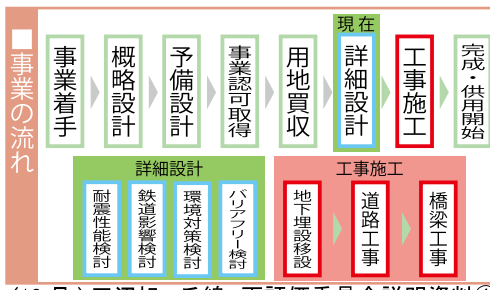 ■事業の流れ
現在
事業着手
概略設計
予備設計
事業認可取得
用地買収
詳細設計
工事施工
完成・供用開始
詳細設計
耐震性能検討
鉄道影響検討
環境対策検討
バリアフリー検討
工事施工
地下埋設移設
道路工事
橋梁工事